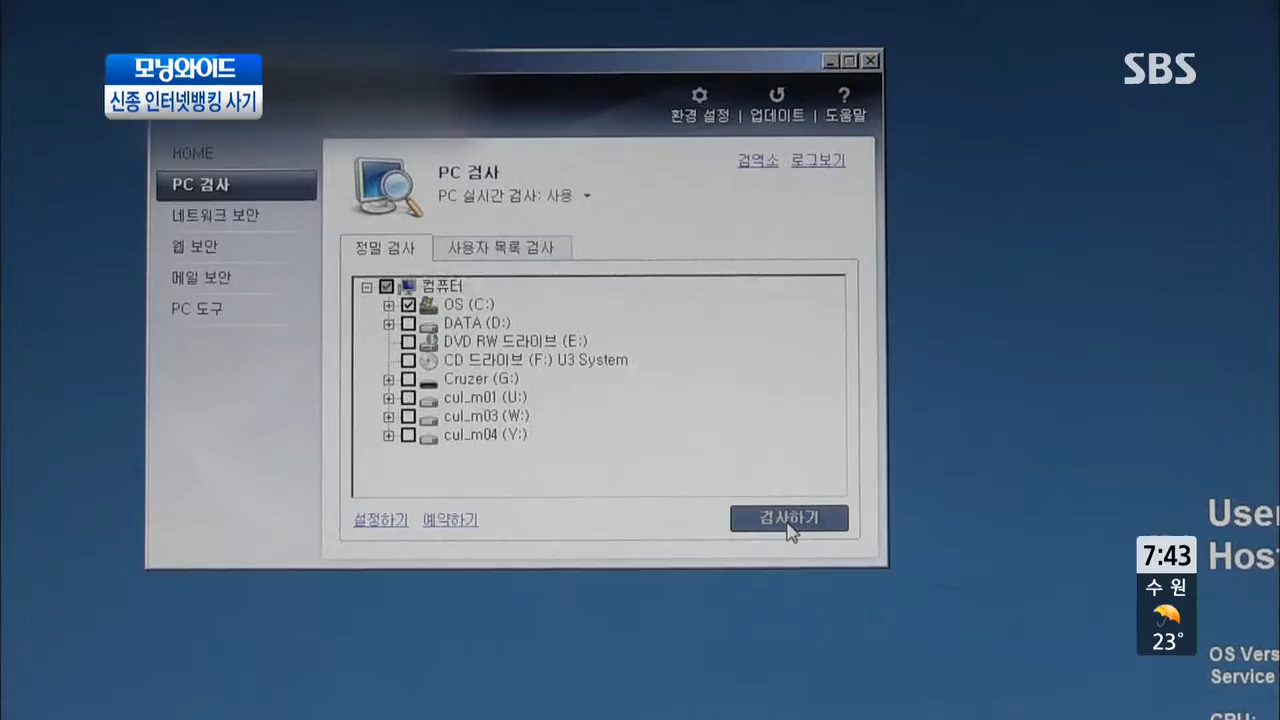 모닝와이드
신종 인터넷뱅킹 사기
SBS
환경 설정 | 업데이트 | 도움말
HOME
PC 검사
네트워크 보안
웹 보안
메일 보안
PC 도구
PC 검사
PC 실시간 검사: 사용
검역소 로그보기
정밀 검사
사용자 목록 검사
컴퓨터
OS (C:)
DATA (D:)
DVD RW 드라이브 (E:)
CD 드라이브 (F:) U3 System
Cruzer (G:)
cul_m01 (U:)
cul_m03 (W:)
cul_m04 (Y:)
설정하기 예약하기
검사하기
User
Hos
7:43
수원
23°
OS Vers
Service
CPU: